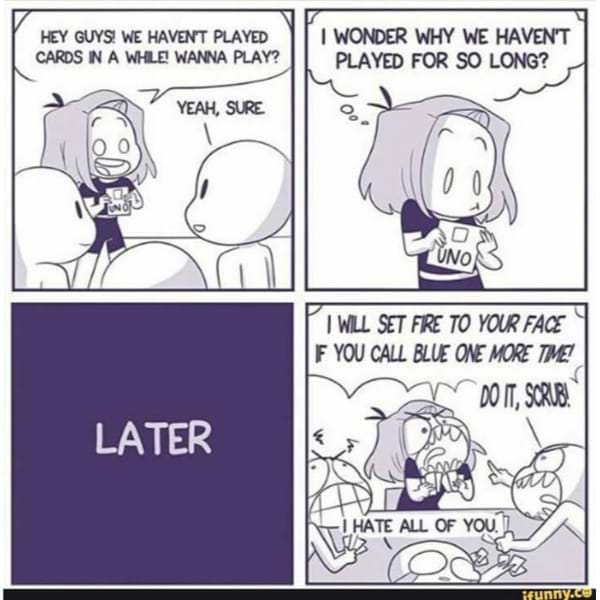 HEY GUYS! WE HAVEN'T PLAYED
CARDS IN A WHILE! WANNA PLAY?
YEAH, SURE.
UNO
I WONDER WHY WE HAVEN'T
PLAYED FOR SO LONG?
UNO
LATER
I WILL SET FIRE TO YOUR FACE
IF YOU CALL BLUE ONE MORE TIME!
DO IT, SCRUB!
I HATE ALL OF YOU.
ifunny.ce